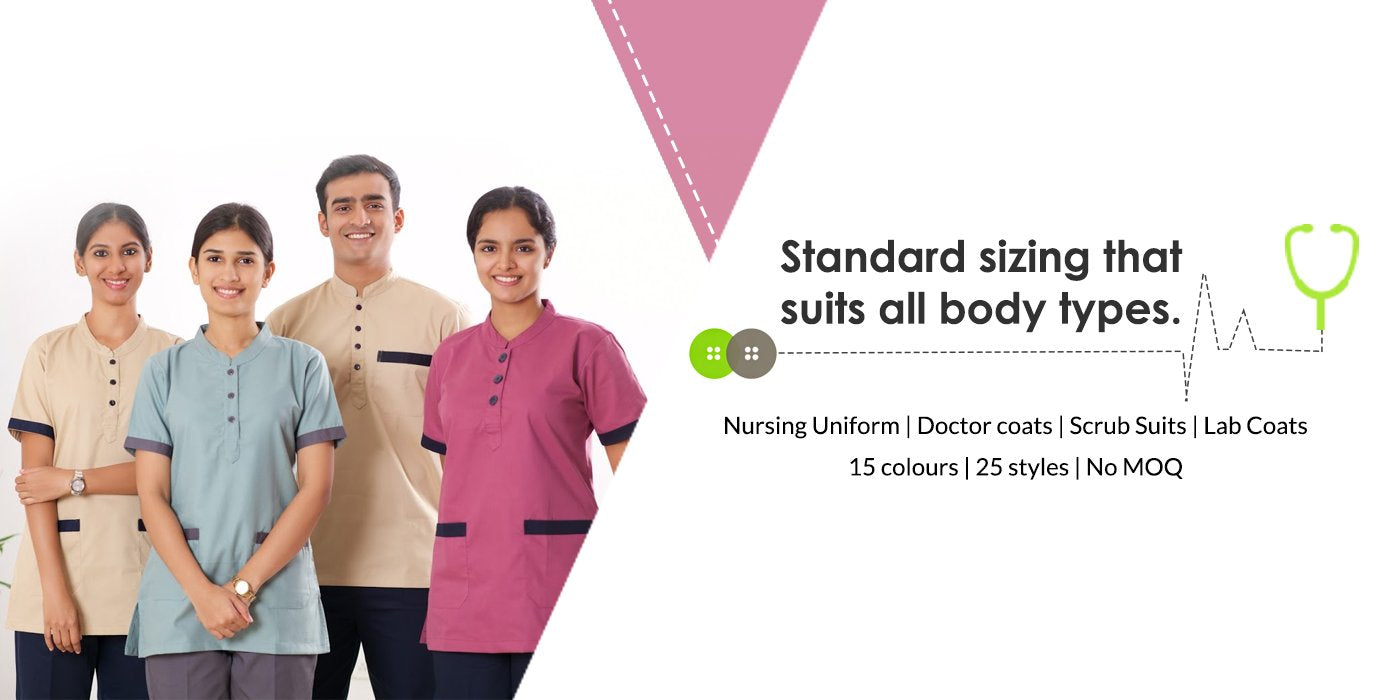 Standard sizing that
suits all body types.
Nursing Uniform | Doctor coats | Scrub Suits | Lab Coats
15 colours | 25 styles | No MOQ